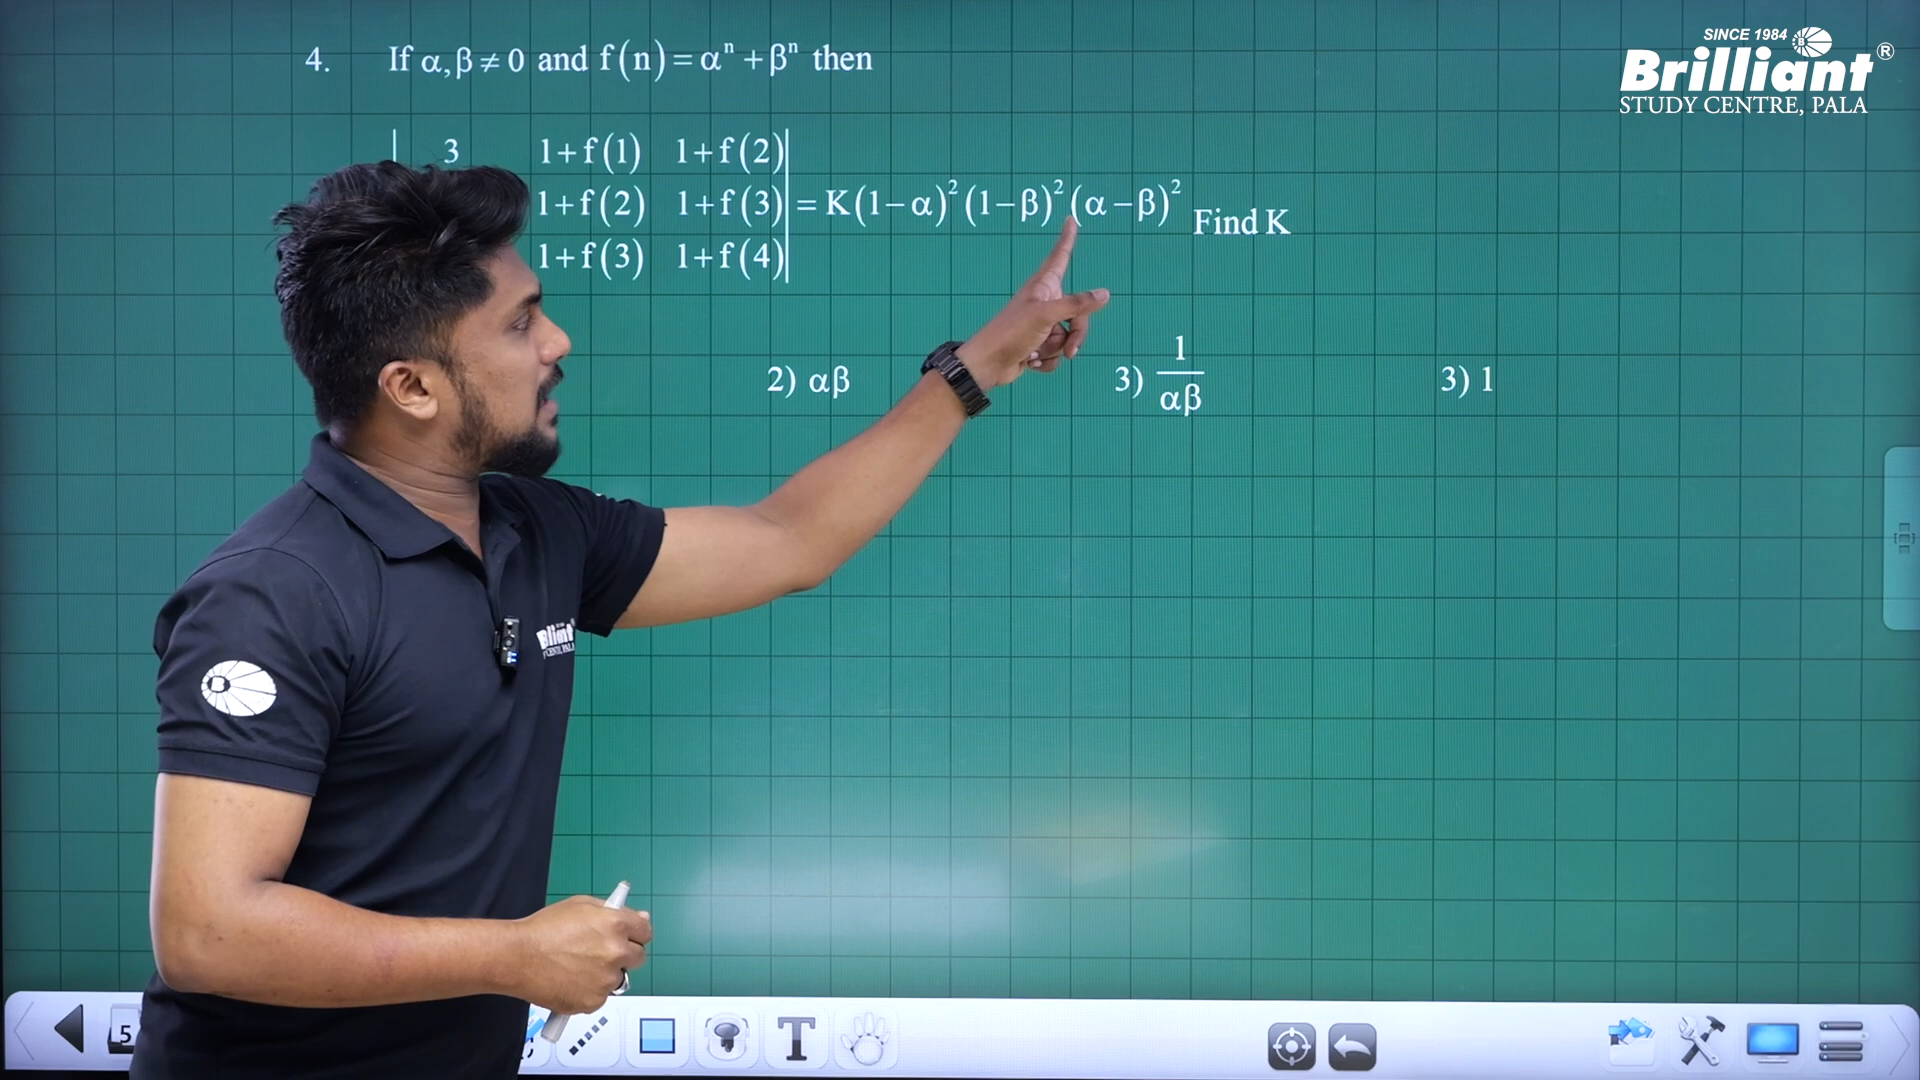 SINCE 1984
Brilliant ®
STUDY CENTRE, PALA
4. If α, β ≠ 0 and f(n) = αⁿ + βⁿ then
3 1+f(1) 1+f(2)
1+f(2) 1+f(3) = K(1−α)² (1−β)² (α−β)² Find K
1+f(3) 1+f(4)
2) αβ 3) 1/αβ 3) 1
B
5
T